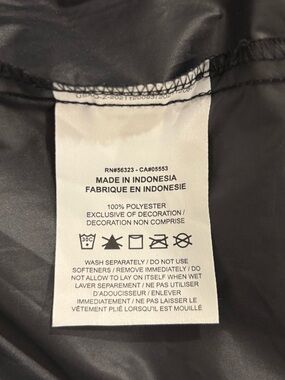 RN#56323 - CA#05553
MADE IN INDONESIA
FABRIQUE EN INDONESIE
100% POLYESTER
EXCLUSIVE OF DECORATION /
DECORATION NON COMPRISE
30C
WASH SEPARATELY / DO NOT USE
SOFTENERS / REMOVE IMMEDIATELY / DO
NOT ALLOW TO LAY ON ITSELF WHEN WET
LAVER SEPAREMENT / NE PAS UTILISER
D'ADOUCISSEUR / ENLEVER
IMMEDIATEMENT / NE PAS LAISSER LE
VÊTEMENT PLIÉ LORSQU'IL EST MOUILLÉ